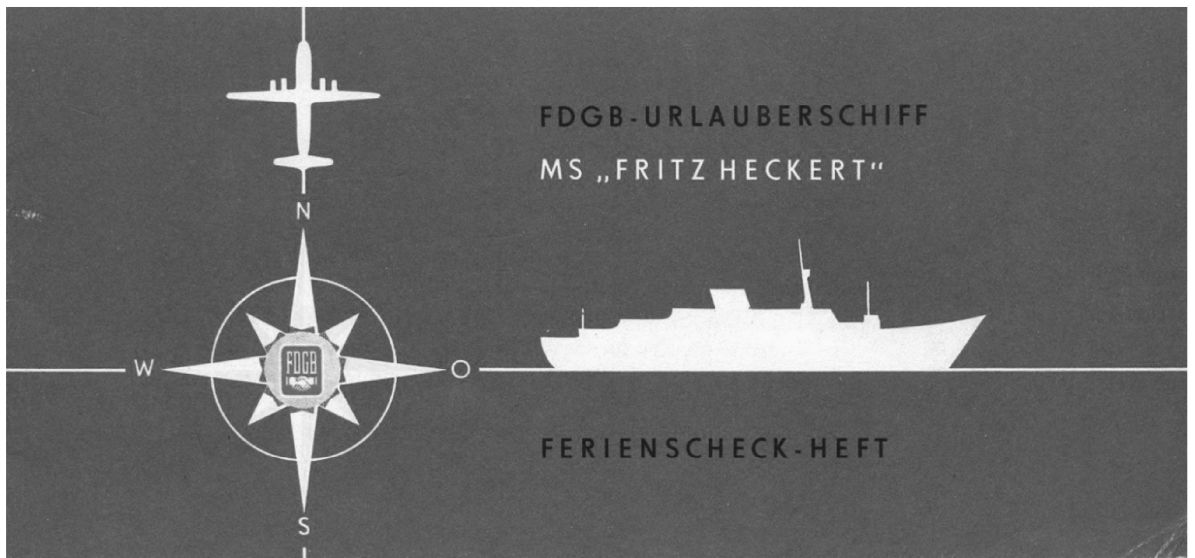 FDGB-URLAUBERSCHIFF
MS „FRITZ HECKERT“
N
W
FDGB
O
FERIENSCHECK-HEFT
S